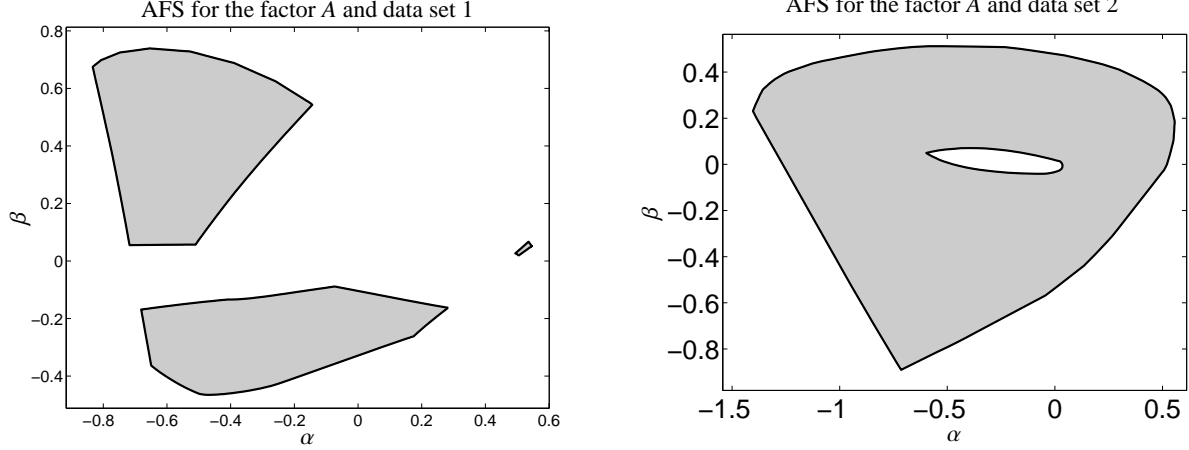 AFS for the factor A and data set 1
0.8
0.6
0.4
0.2
0
−0.2
−0.4
β
−0.8 −0.6 −0.4 −0.2 0 0.2 0.4 0.6
α
AFS for the factor A and data set 2
0.4
0.2
0
−0.2
−0.4
−0.6
−0.8
β
−1.5 −1 −0.5 0 0.5
α